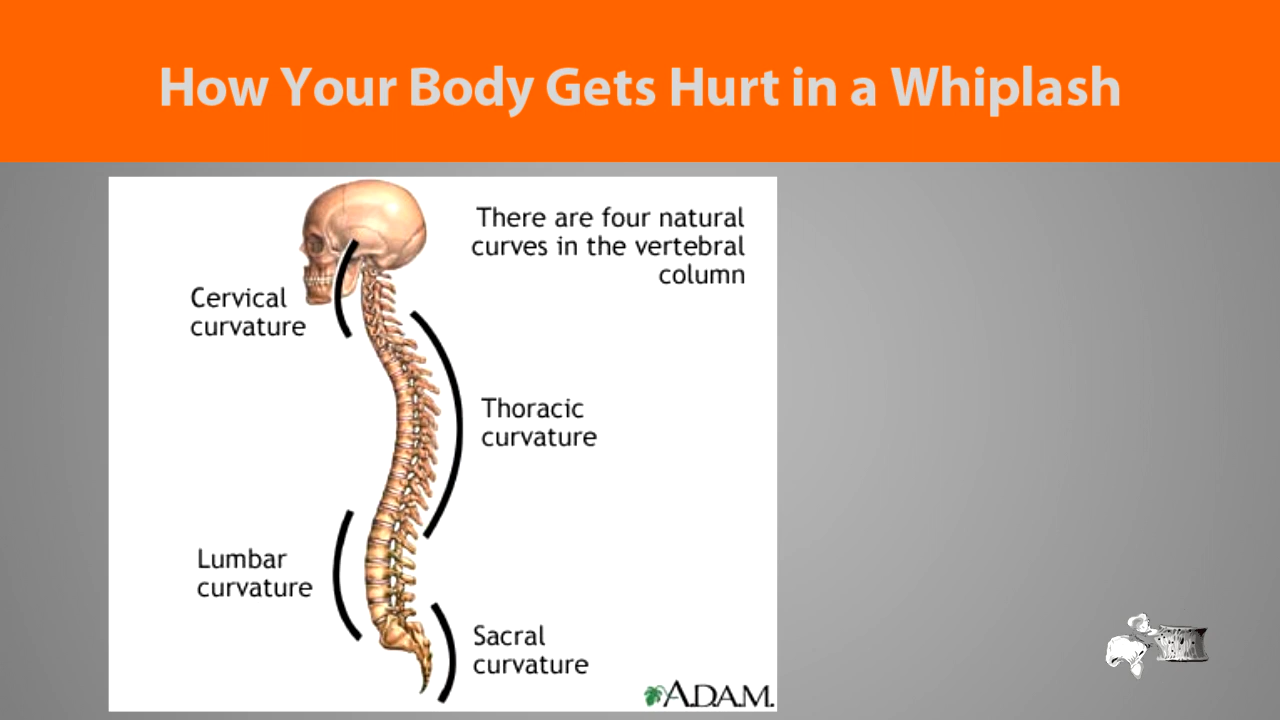 How Your Body Gets Hurt in a Whiplash
There are four natural
curves in the vertebral
column
Cervical
curvature
Thoracic
curvature
Lumbar
curvature
Sacral
curvature
A.D.A.M.